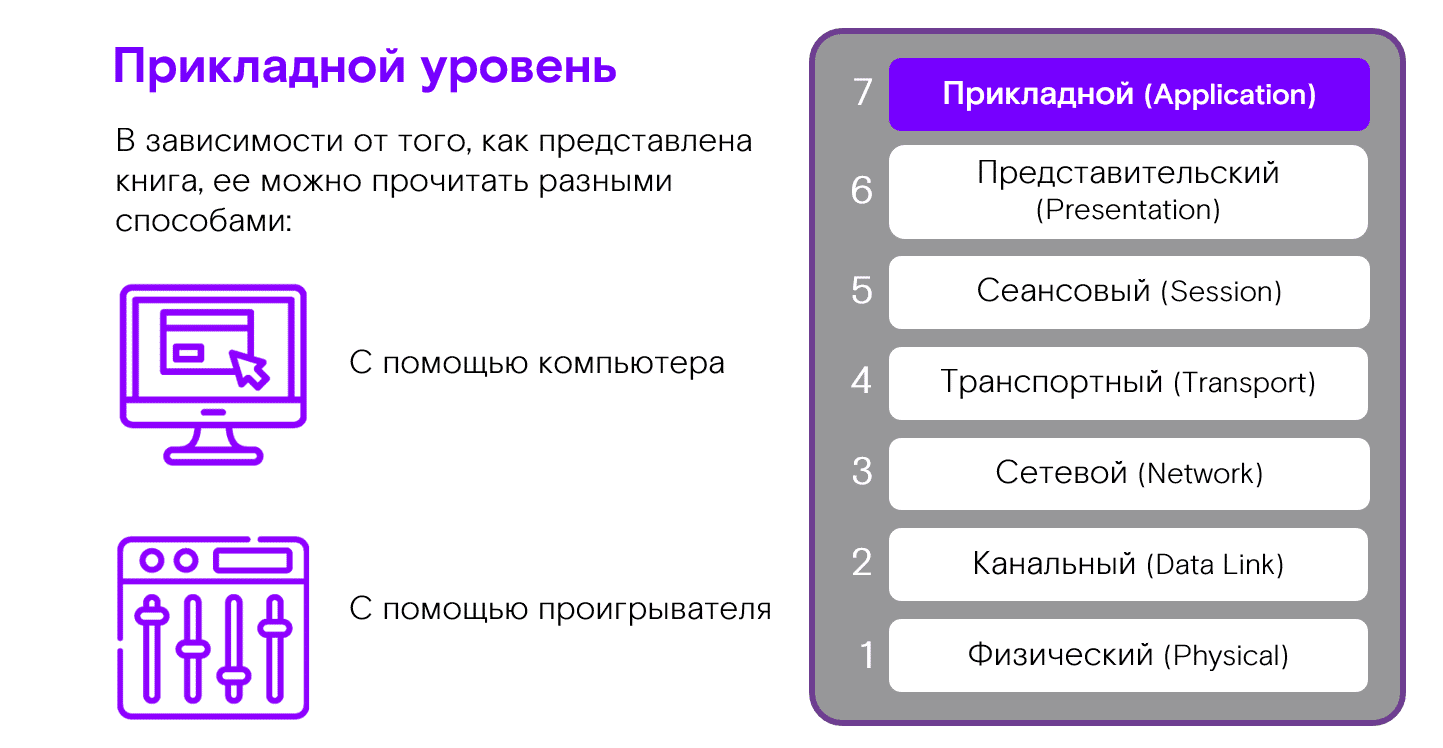 Прикладной уровень
В зависимости от того, как представлена
книга, ее можно прочитать разными
способами:
С помощью компьютера
С помощью проигрывателя
7 Прикладной (Application)
6 Представительский
(Presentation)
5 Сеансовый (Session)
4 Транспортный (Transport)
3 Сетевой (Network)
2 Канальный (Data Link)
1 Физический (Physical)